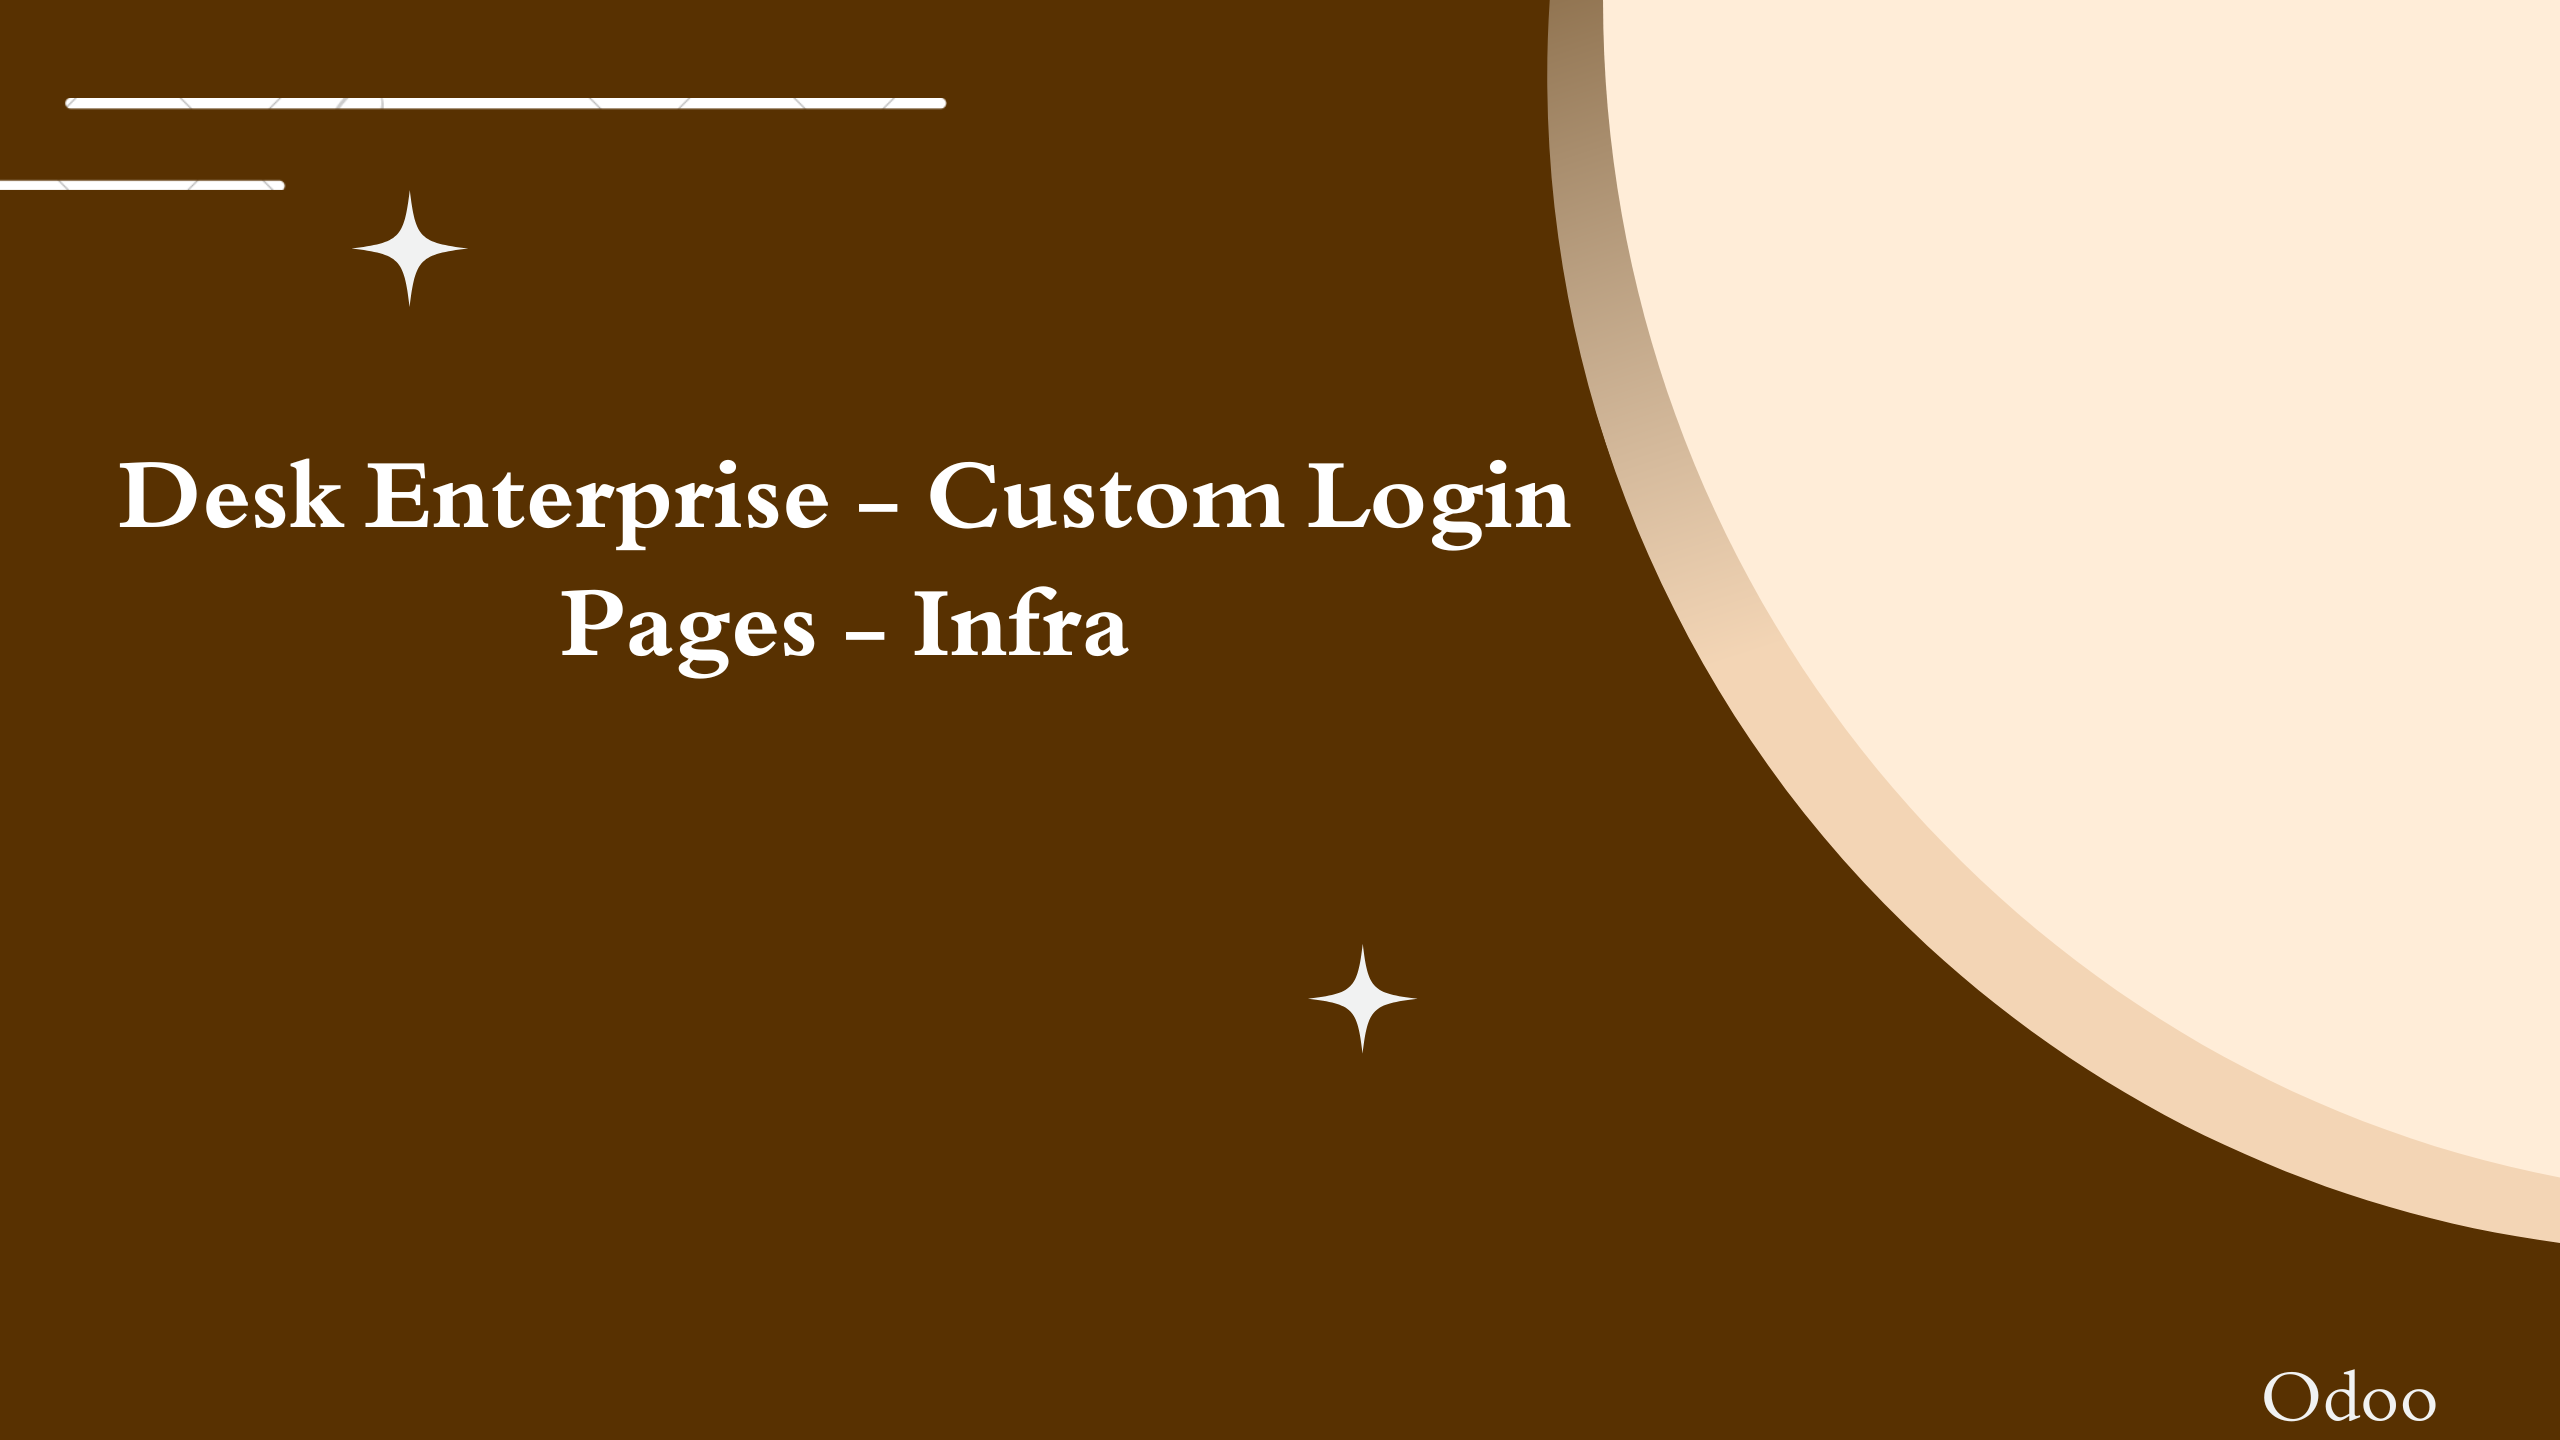 Desk Enterprise – Custom Login
Pages – Infra
Odoo